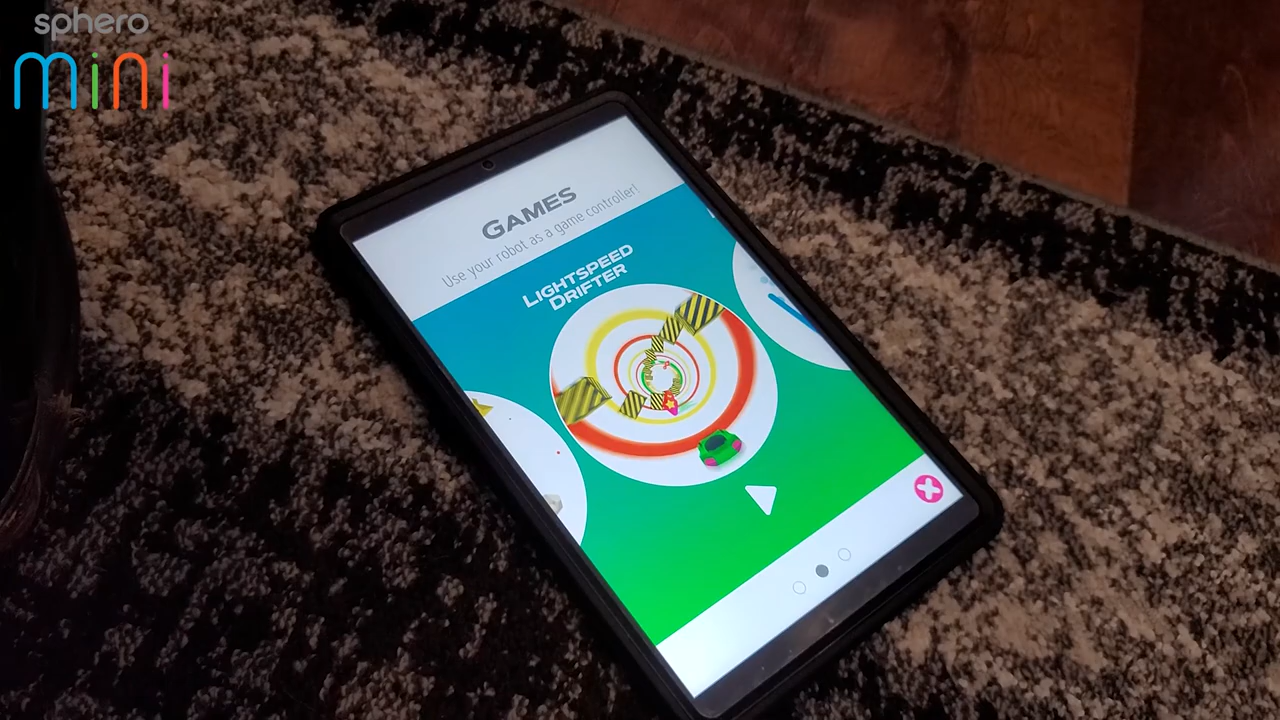 sphero
mini
GAMES
Use your robot as a game controller!
LIGHTSPEED
DRIFTER